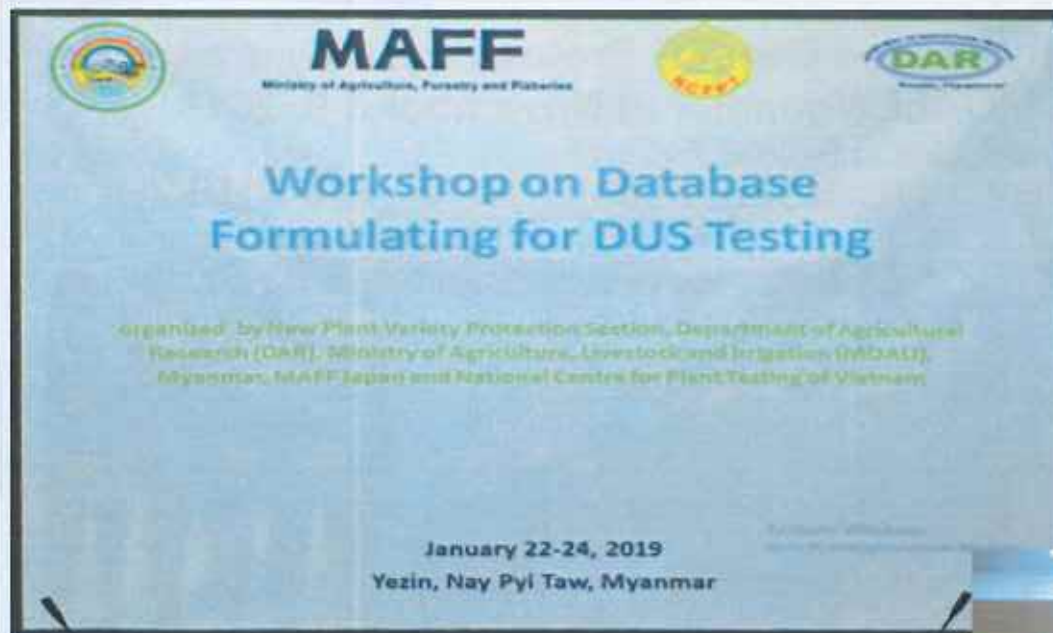 MAFF
Ministry of Agriculture, Forestry and Fisheries
NCFPT
DAR
Workshop on Database
Formulating for DUS Testing
organized by New Plant Variety Protection Section, Department of Agricultural
Research (DAR), Ministry of Agriculture, Livestock and Irrigation (MOALI),
Myanmar, MAFF Japan and National Centre for Plant Testing of Vietnam
January 22-24, 2019
Yezin, Nay Pyi Taw, Myanmar